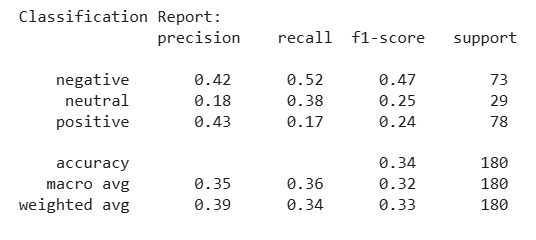 Classification Report:
precision recall f1-score support
negative 0.42 0.52 0.47 73
neutral 0.18 0.38 0.25 29
positive 0.43 0.17 0.24 78
accuracy 0.34 180
macro avg 0.35 0.36 0.32 180
weighted avg 0.39 0.34 0.33 180